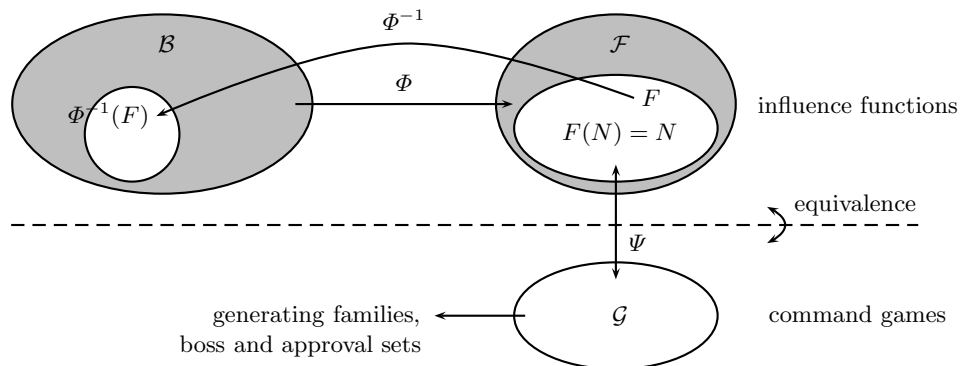 Φ⁻¹
ℬ
ℱ
Φ
Φ⁻¹(F)
F
influence functions
F(N) = N
equivalence
Ψ
generating families,
boss and approval sets
𝒢
command games